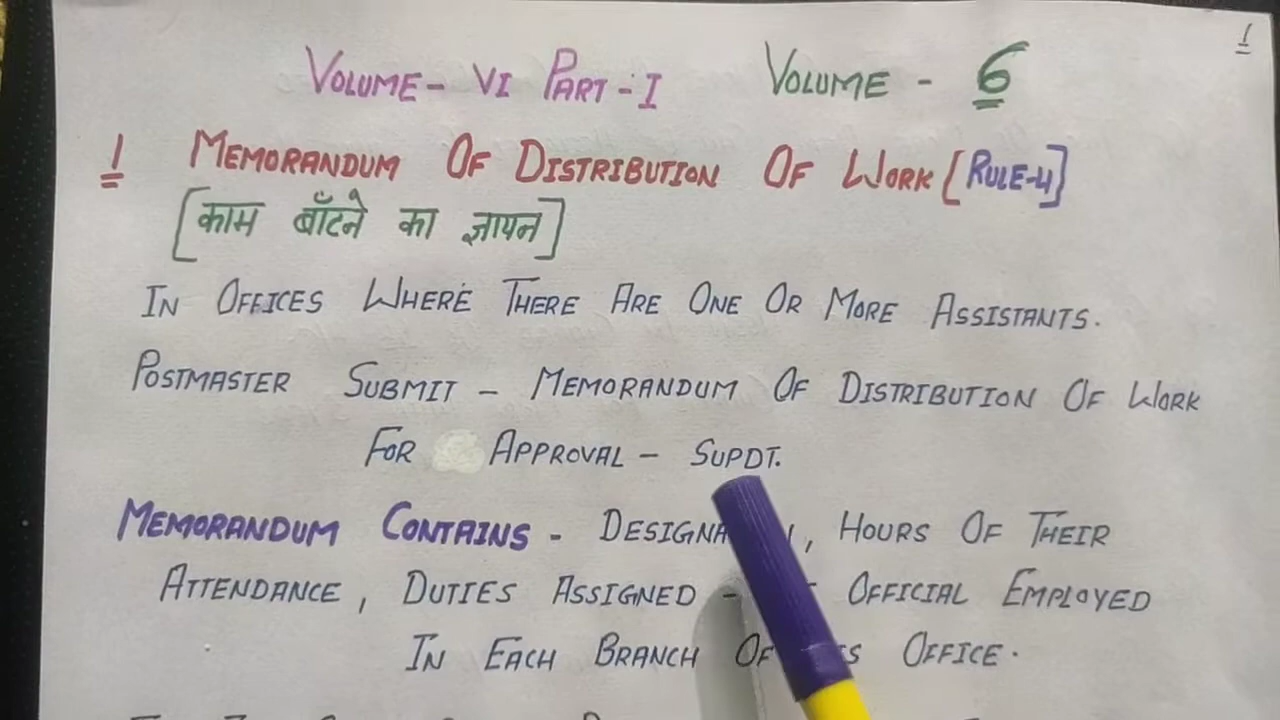 1
VOLUME- VI PART-I VOLUME - 6
1 MEMORANDUM OF DISTRIBUTION OF WORK [RULE-4]
[काम बाँटने का ज्ञापन]
IN OFFICES WHERE THERE ARE ONE OR MORE ASSISTANTS.
POSTMASTER SUBMIT - MEMORANDUM OF DISTRIBUTION OF WORK
FOR APPROVAL - SUPDT.
MEMORANDUM CONTAINS - , HOURS OF THEIR
ATTENDANCE, DUTIES ASSIGNED - OFFICIAL EMPLOYED
IN EACH BRANCH OF OFFICE.